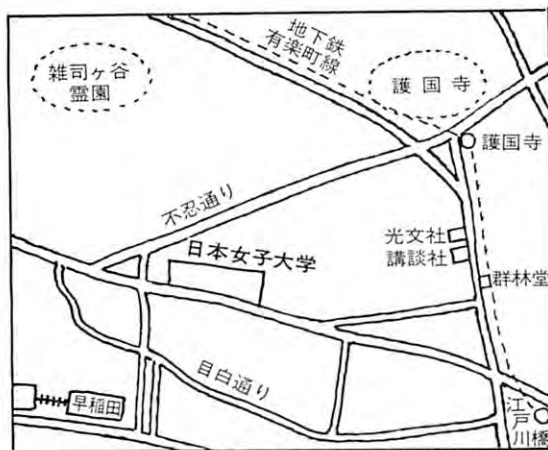 地下鉄
有楽町線
雑司ヶ谷
霊園
護国寺
護国寺
不忍通り
光文社
講談社
日本女子大学
群林堂
目白通り
早稲田
江戸川橋